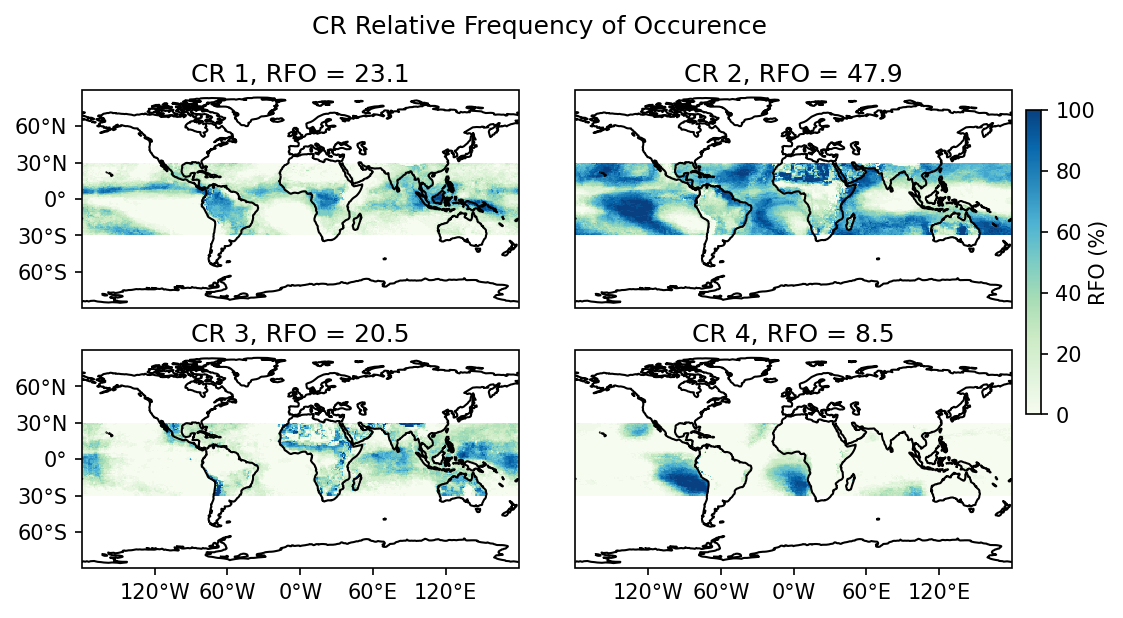 CR Relative Frequency of Occurence
CR 1, RFO = 23.1
CR 2, RFO = 47.9
60°N
30°N
0°
30°S
60°S
100
80
60
40
20
0
RFO (%)
CR 3, RFO = 20.5
CR 4, RFO = 8.5
60°N
30°N
0°
30°S
60°S
120°W 60°W 0°W 60°E 120°E
120°W 60°W 0°W 60°E 120°E